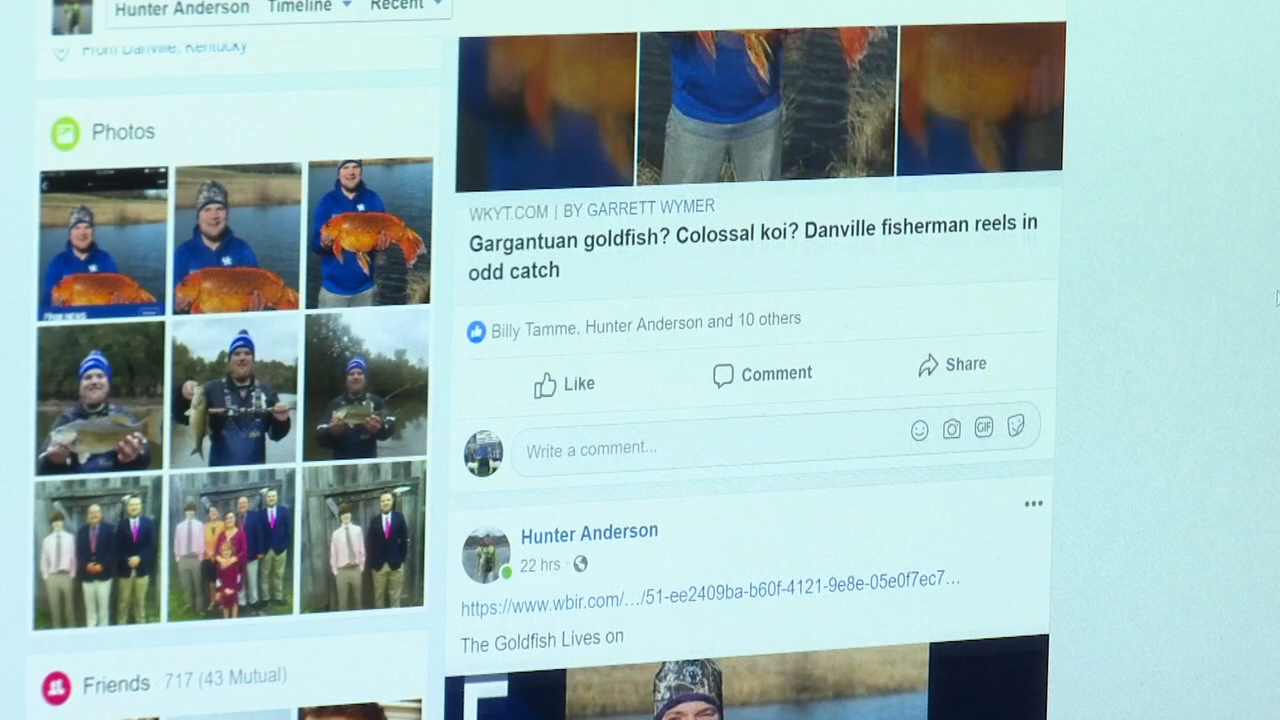 Hunter Anderson Timeline Recent
From Danville, Kentucky
Photos
Friends · 717 (43 Mutual)
WKYT.COM | BY GARRETT WYMER
Gargantuan goldfish? Colossal koi? Danville fisherman reels in
odd catch
Billy Tamme, Hunter Anderson and 10 others
Like Comment Share
Write a comment...
GIF
Hunter Anderson
22 hrs ·
https://www.wbir.com/.../51-ee2409ba-b60f-4121-9e8e-05e0f7ec7...
The Goldfish Lives on